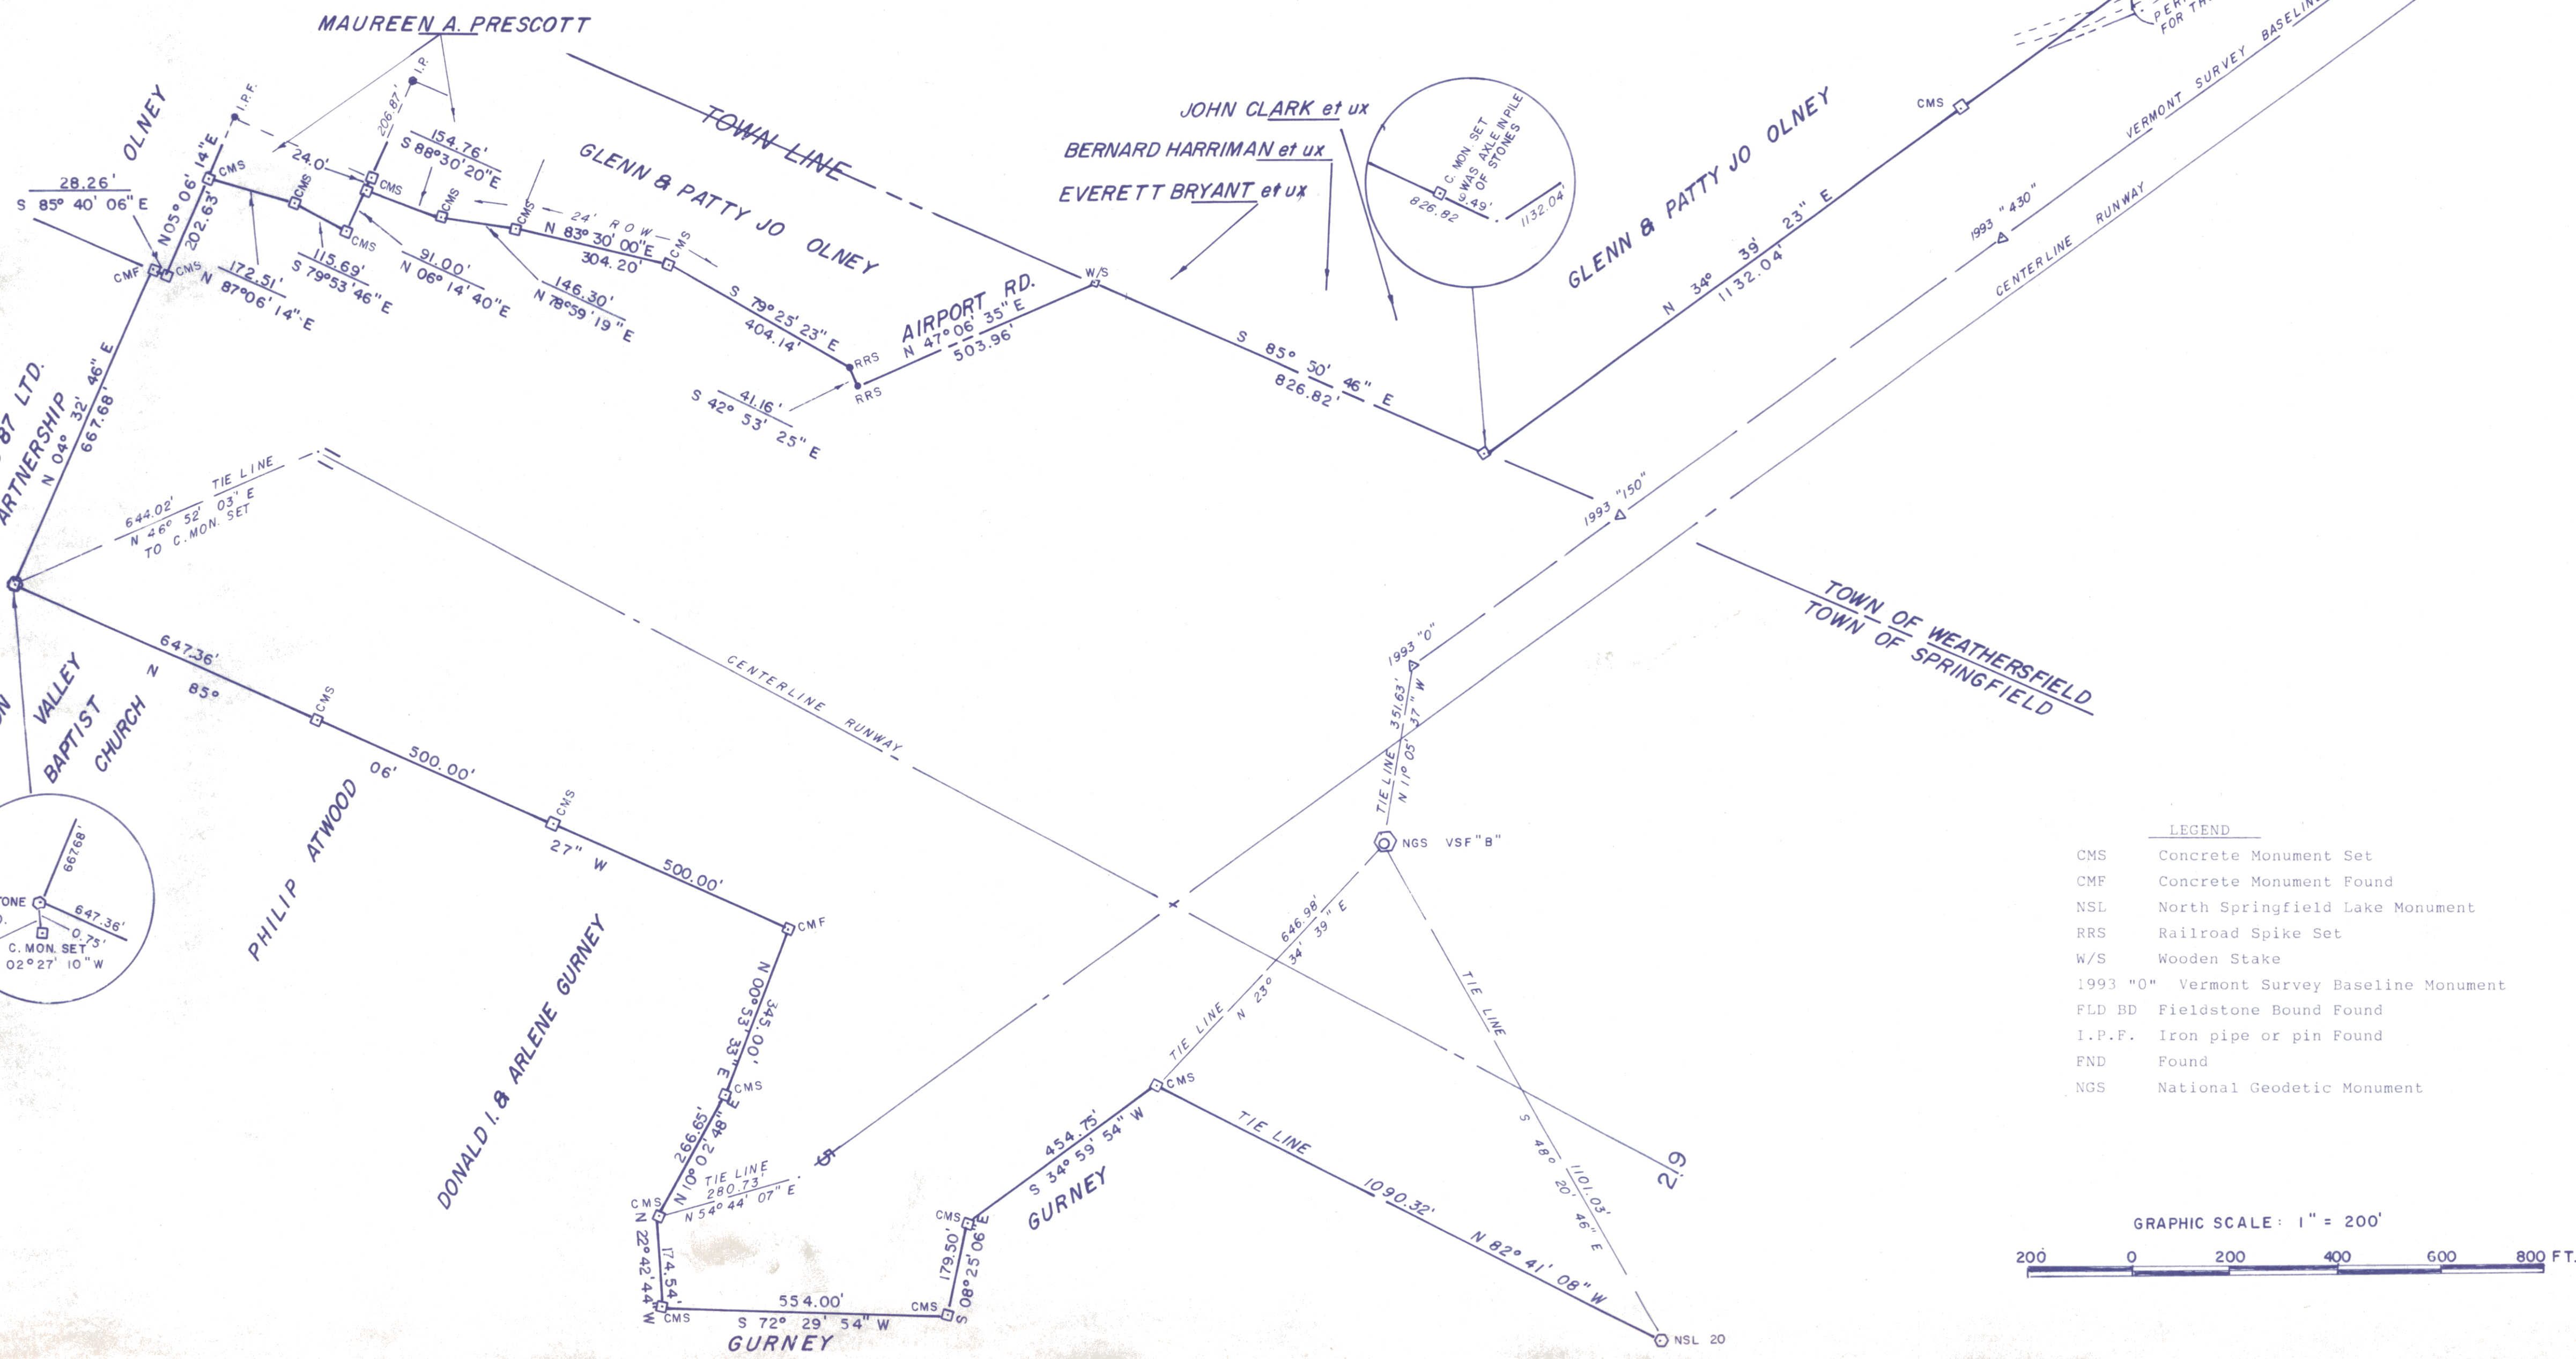 MAUREEN A. PRESCOTT
I.P.F.
I.P.
206.87'
OLNEY
28.26'
S 85° 40' 06" E
N05° 06' 14" E
202.63'
CMS
24.0'
CMS
CMS
154.76'
S 88° 30' 20" E
CMS
CMS
CMF
CMS
172.51'
N 87° 06' 14" E
115.69'
S 79° 53' 46" E
CMS
91.00'
N 06° 14' 40" E
146.30'
N 78° 59' 19" E
24' ROW
N 83° 30' 00" E
304.20'
CMS
TOWN LINE
GLENN & PATTY JO OLNEY
S 79° 25' 23" E
404.14'
RRS
RRS
41.16'
S 42° 53' 25" E
AIRPORT RD.
N 47° 06' 35" E
503.96'
W/S
JOHN CLARK et ux
BERNARD HARRIMAN et ux
EVERETT BRYANT et ux
C. MON. SET
WAS AXLE IN PILE
OF STONES
9.49'
826.82
1132.04'
S 85° 50' 46" E
826.82'
GLENN & PATTY JO OLNEY
N 34° 39' 23" E
1132.04'
CMS
FOR
VERMONT SURVEY BASELINE
1993 "430"
CENTERLINE RUNWAY
1993 "150"
1993 "0"
TOWN OF WEATHERSFIELD
TOWN OF SPRINGFIELD
87 LTD.
N 04° 32' 46" E
667.68'
644.02' TIE LINE
N 46° 52' 03" E
TO C. MON. SET
CENTERLINE RUNWAY
647.36'
CMS
500.00'
CMS
500.00'
CMF
N 85° 06' 27" W
VALLEY
BAPTIST
CHURCH
PHILIP ATWOOD
DONALD I. & ARLENE GURNEY
667.68'
647.36'
0.75'
C. MON. SET
02° 27' 10" W
345.00'
N 00° 53' 33" E
CMS
266.65'
N 10° 02' 48" E
CMS
TIE LINE
280.73'
N 54° 44' 07" E
5
N 22° 42' 44" W
174.54'
CMS
554.00'
S 72° 29' 54" W
CMS
GURNEY
179.50'
S 08° 25' 06" E
CMS
454.75'
S 34° 59' 54" W
GURNEY
CMS
TIE LINE 646.98'
N 23° 34' 39" E
TIE LINE 351.63'
N 11° 05' 37" W
NGS VSF "B"
TIE LINE 1101.03'
S 48° 20' 46" E
TIE LINE 1090.32'
N 82° 41' 08" W
NSL 20
29
LEGEND
CMS Concrete Monument Set
CMF Concrete Monument Found
NSL North Springfield Lake Monument
RRS Railroad Spike Set
W/S Wooden Stake
1993 "0" Vermont Survey Baseline Monument
FLD BD Fieldstone Bound Found
I.P.F. Iron pipe or pin Found
FND Found
NGS National Geodetic Monument
GRAPHIC SCALE: 1" = 200'
200 0 200 400 600 800 FT.